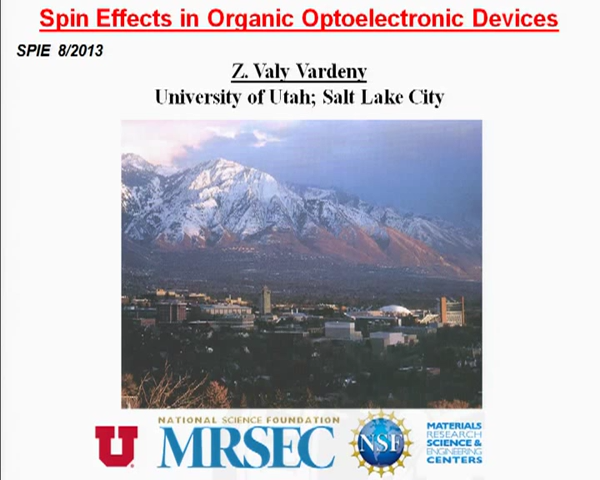 Spin Effects in Organic Optoelectronic Devices
SPIE 8/2013
Z. Valy Vardeny
University of Utah; Salt Lake City
NATIONAL SCIENCE FOUNDATION
U
MRSEC
NSF
MATERIALS
RESEARCH
SCIENCE &
ENGINEERING
CENTERS